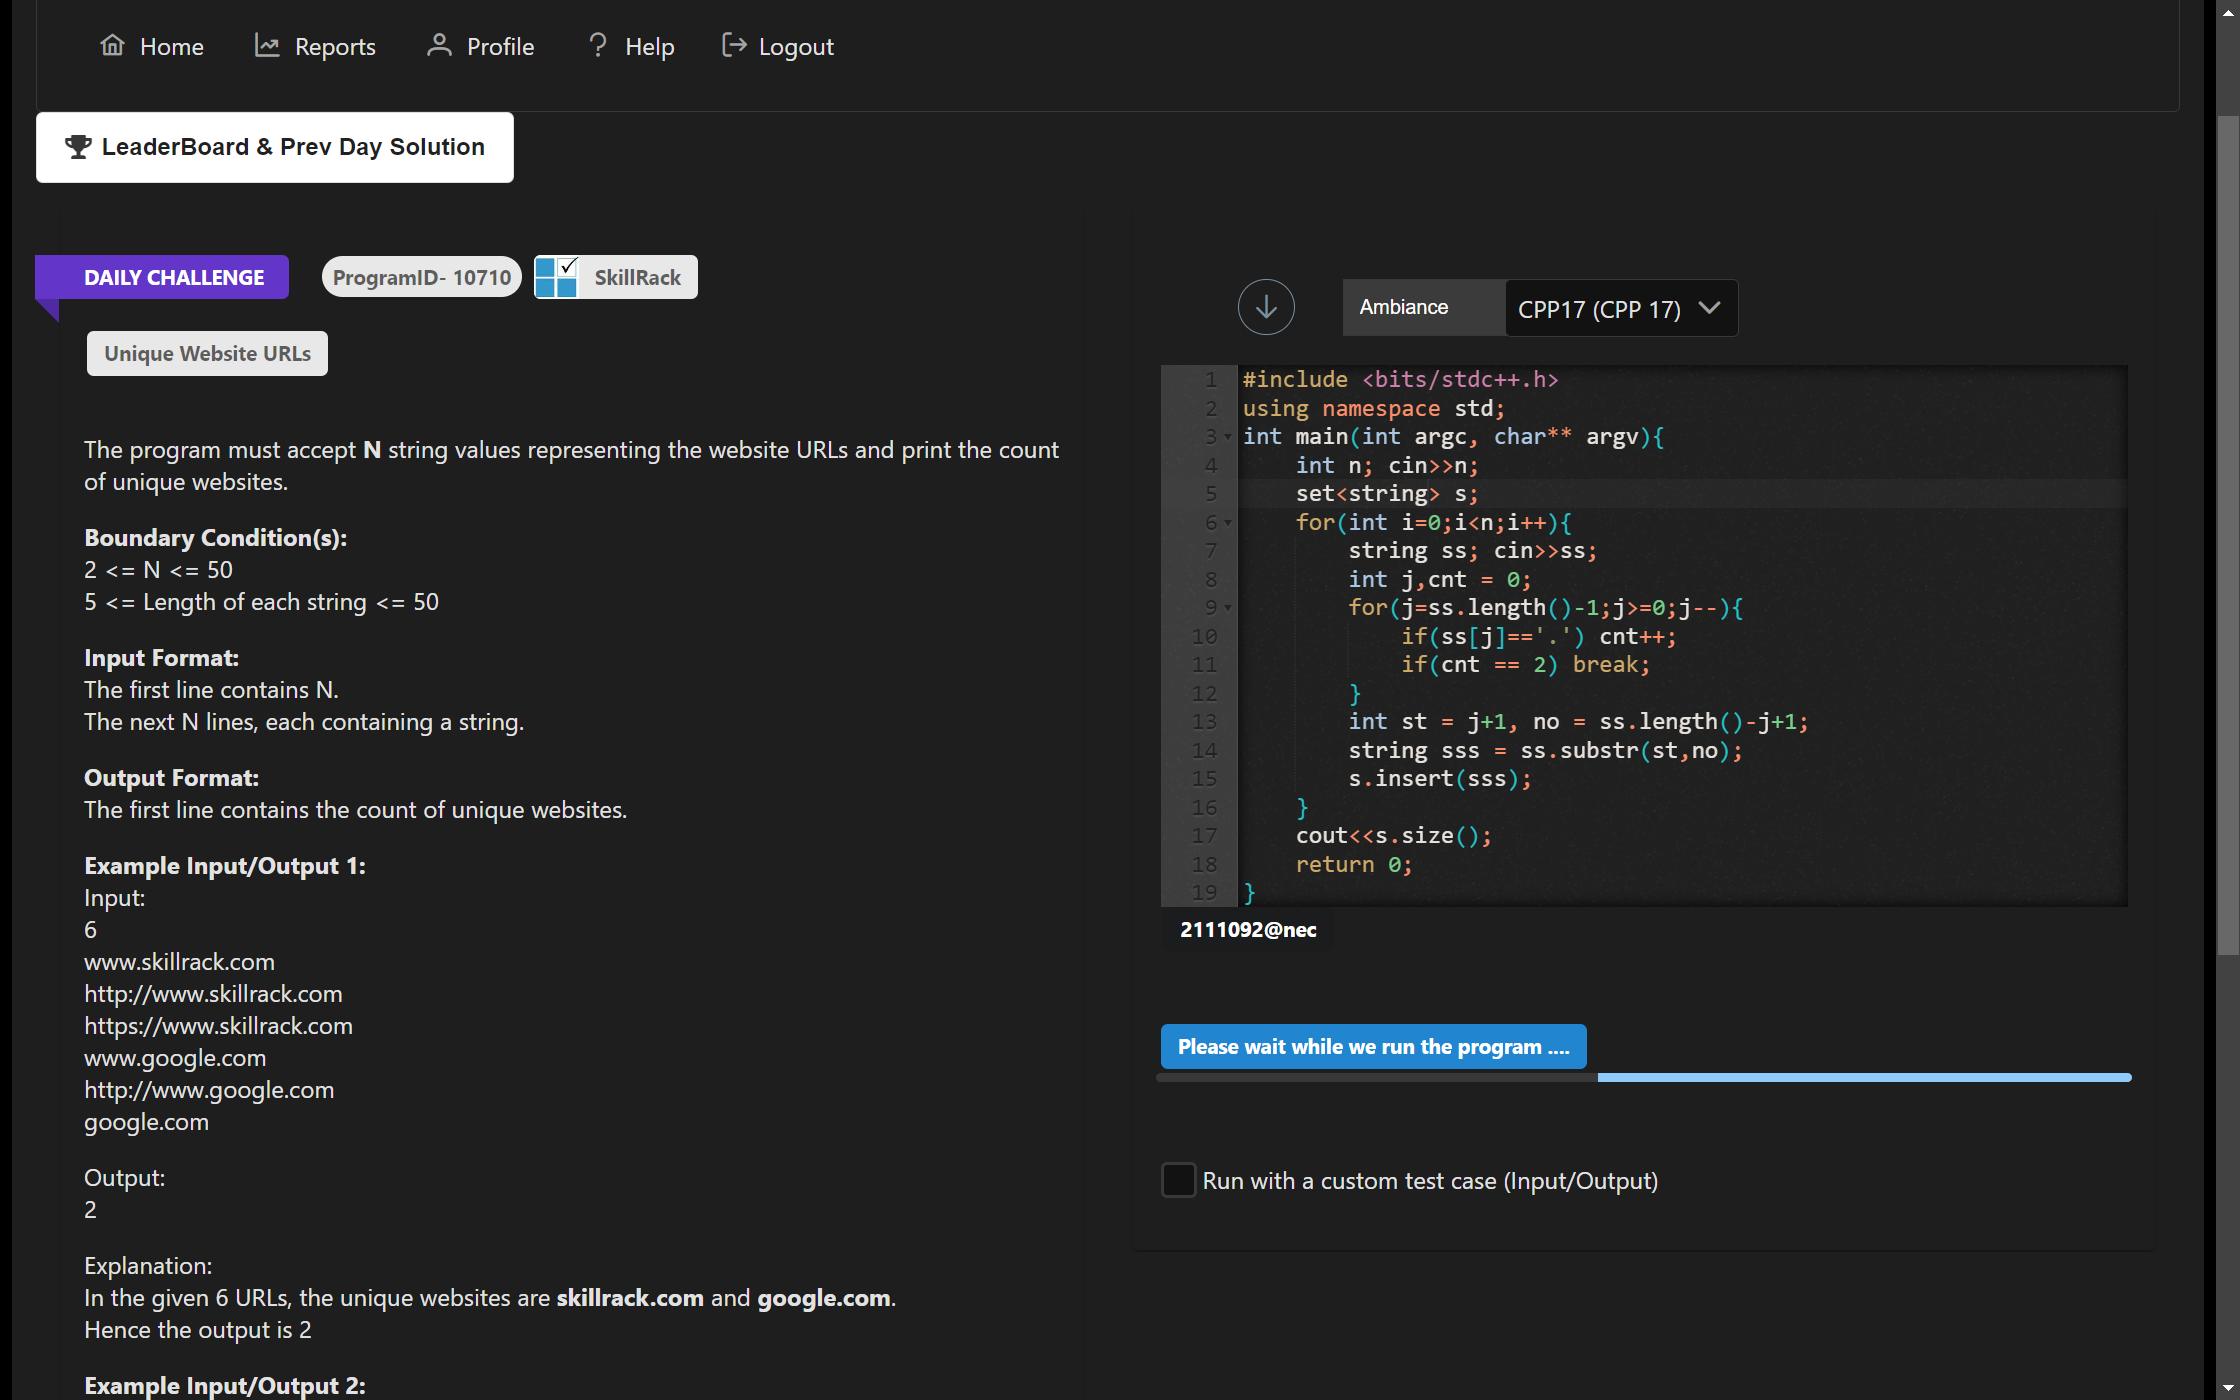 Home Reports Profile ? Help Logout
LeaderBoard & Prev Day Solution
DAILY CHALLENGE ProgramID- 10710 SkillRack
Unique Website URLs
The program must accept N string values representing the website URLs and print the count
of unique websites.
Boundary Condition(s):
2 <= N <= 50
5 <= Length of each string <= 50
Input Format:
The first line contains N.
The next N lines, each containing a string.
Output Format:
The first line contains the count of unique websites.
Example Input/Output 1:
Input:
6
www.skillrack.com
http://www.skillrack.com
https://www.skillrack.com
www.google.com
http://www.google.com
google.com
Output:
2
Explanation:
In the given 6 URLs, the unique websites are skillrack.com and google.com.
Hence the output is 2
Example Input/Output 2:
Ambiance CPP17 (CPP 17)
1 #include <bits/stdc++.h>
2 using namespace std;
3 int main(int argc, char** argv){
4     int n; cin>>n;
5     set<string> s;
6     for(int i=0;i<n;i++){
7         string ss; cin>>ss;
8         int j,cnt = 0;
9         for(j=ss.length()-1;j>=0;j--){
10             if(ss[j]=='.') cnt++;
11             if(cnt == 2) break;
12         }
13         int st = j+1, no = ss.length()-j+1;
14         string sss = ss.substr(st,no);
15         s.insert(sss);
16     }
17     cout<<s.size();
18     return 0;
19 }
2111092@nec
Please wait while we run the program ....
Run with a custom test case (Input/Output)